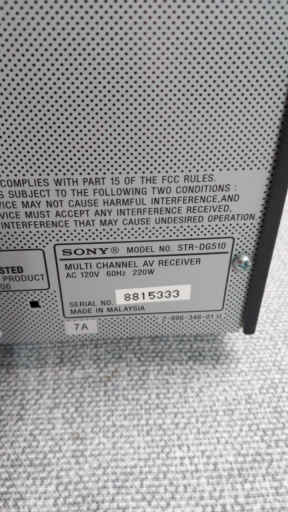 COMPLIES WITH PART 15 OF THE FCC RULES.
SUBJECT TO THE FOLLOWING TWO CONDITIONS :
MAY NOT CAUSE HARMFUL INTERFERENCE,AND
VICE MUST ACCEPT ANY INTERFERENCE RECEIVED,
INTERFERENCE THAT MAY CAUSE UNDESIRED OPERATION.
STED
PRODUCT
SONY® MODEL NO. STR-DG510
MULTI CHANNEL AV RECEIVER
AC 120V 60Hz 220W
SERIAL NO. 8815333
MADE IN MALAYSIA
7A